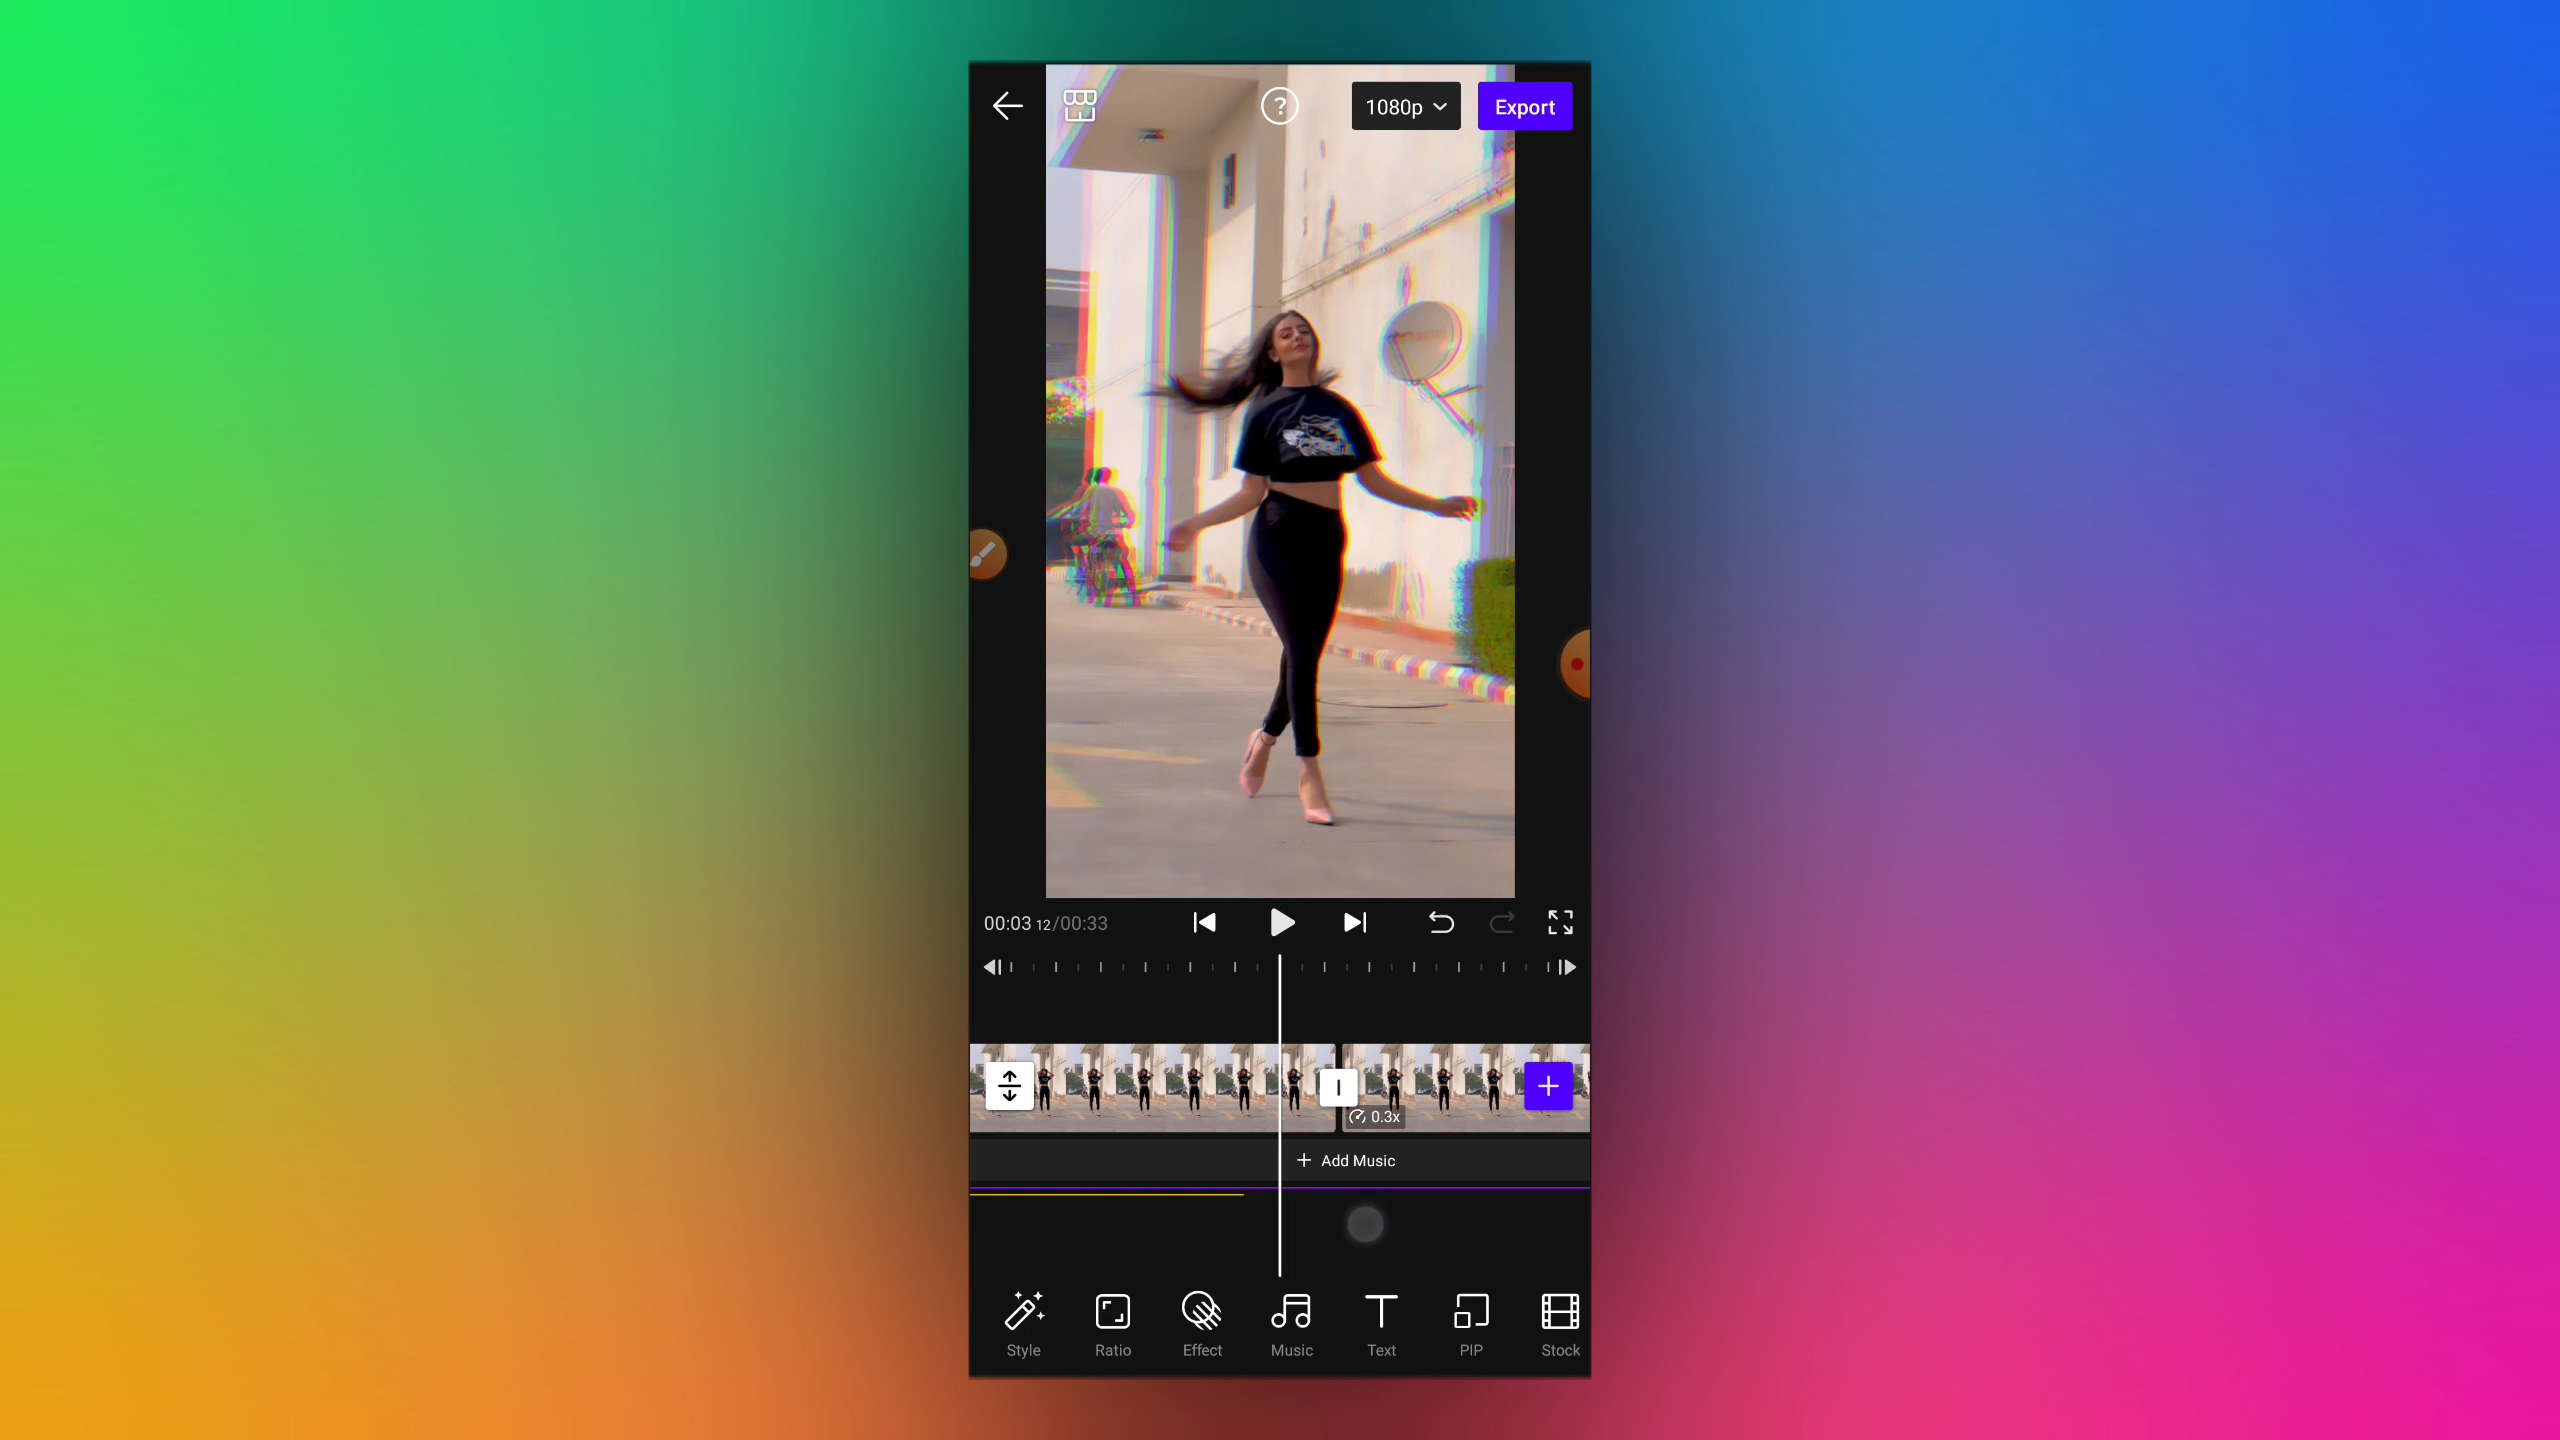 1080p
Export
00:03 12/00:33
0.3x
+ Add Music
Style
Ratio
Effect
Music
Text
PIP
Stock